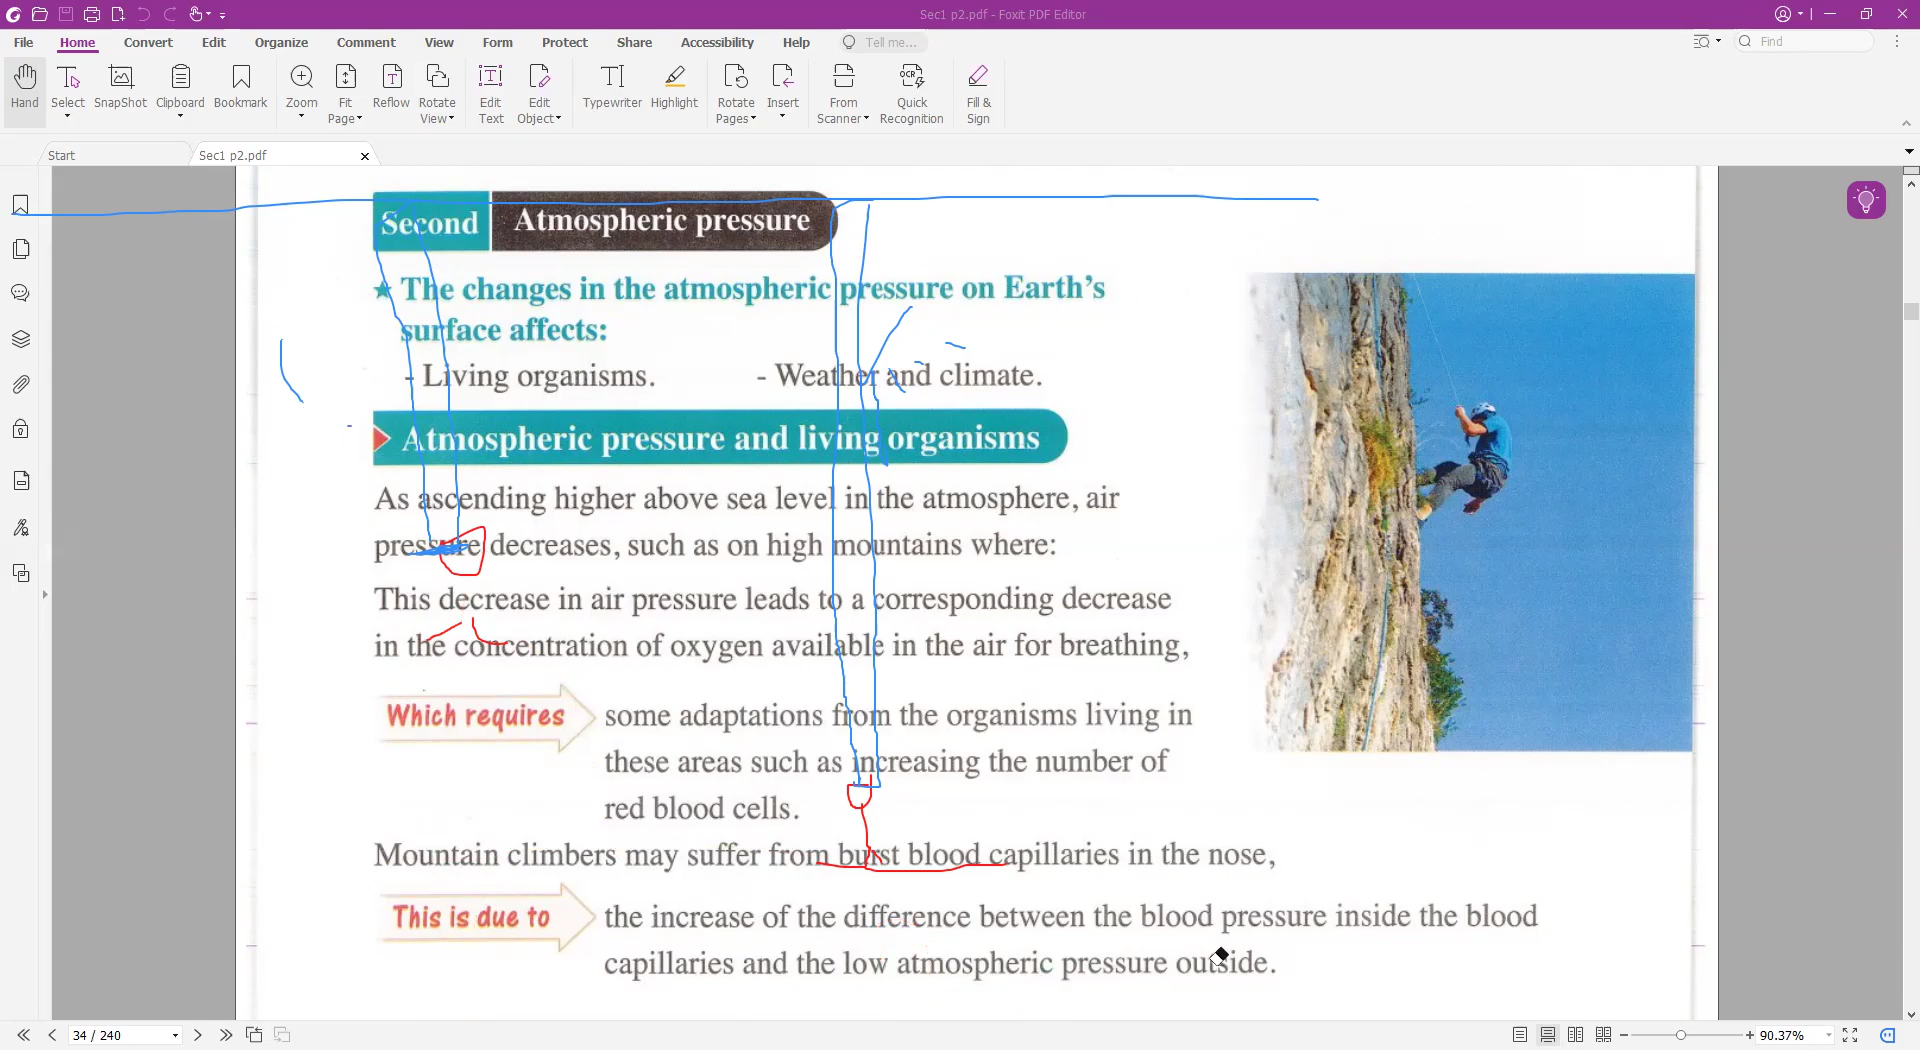 Sec1 p2.pdf - Foxit PDF Editor
File Home Convert Edit Organize Comment View Form Protect Share Accessibility Help Tell me... Find
Hand Select SnapShot Clipboard Bookmark Zoom Fit Page Reflow Rotate View Edit Text Edit Object Typewriter Highlight Rotate Pages Insert From Scanner OCR Quick Recognition Fill & Sign
Start Sec1 p2.pdf
Second Atmospheric pressure
★ The changes in the atmospheric pressure on Earth's
surface affects:
- Living organisms. - Weather and climate.
Atmospheric pressure and living organisms
As ascending higher above sea level in the atmosphere, air
pressure decreases, such as on high mountains where:
This decrease in air pressure leads to a corresponding decrease
in the concentration of oxygen available in the air for breathing,
Which requires some adaptations from the organisms living in
these areas such as increasing the number of
red blood cells.
Mountain climbers may suffer from burst blood capillaries in the nose,
This is due to the increase of the difference between the blood pressure inside the blood
capillaries and the low atmospheric pressure outside.
34 / 240 90.37%